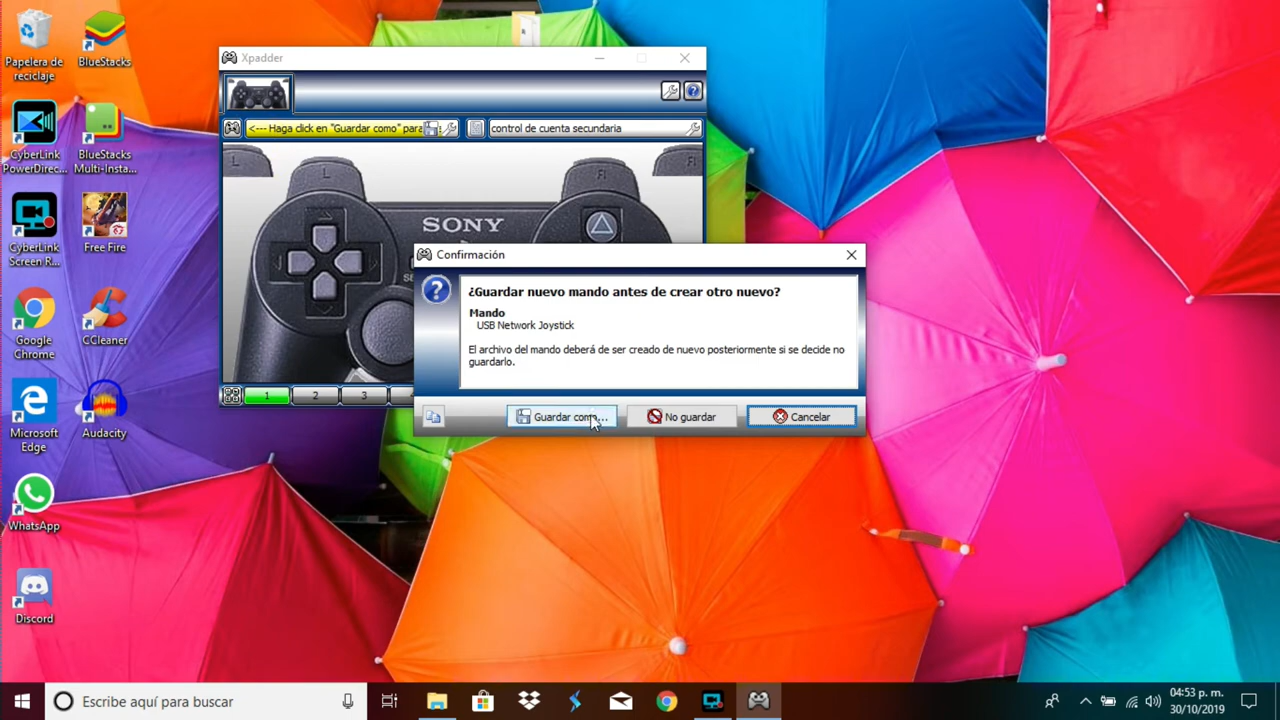 Papelera de
reciclaje
BlueStacks
CyberLink
PowerDirec...
BlueStacks
Multi-Insta...
CyberLink
Screen R...
Free Fire
Google
Chrome
CCleaner
Microsoft
Edge
Audacity
WhatsApp
Discord
Xpadder
<--- Haga click en "Guardar como" para
control de cuenta secundaria
L
L
SONY
1
2
3
Confirmación
¿Guardar nuevo mando antes de crear otro nuevo?
Mando
USB Network Joystick
El archivo del mando deberá de ser creado de nuevo posteriormente si se decide no
guardarlo.
No guardar
Cancelar
Escribe aquí para buscar
04:53 p. m.
30/10/2019